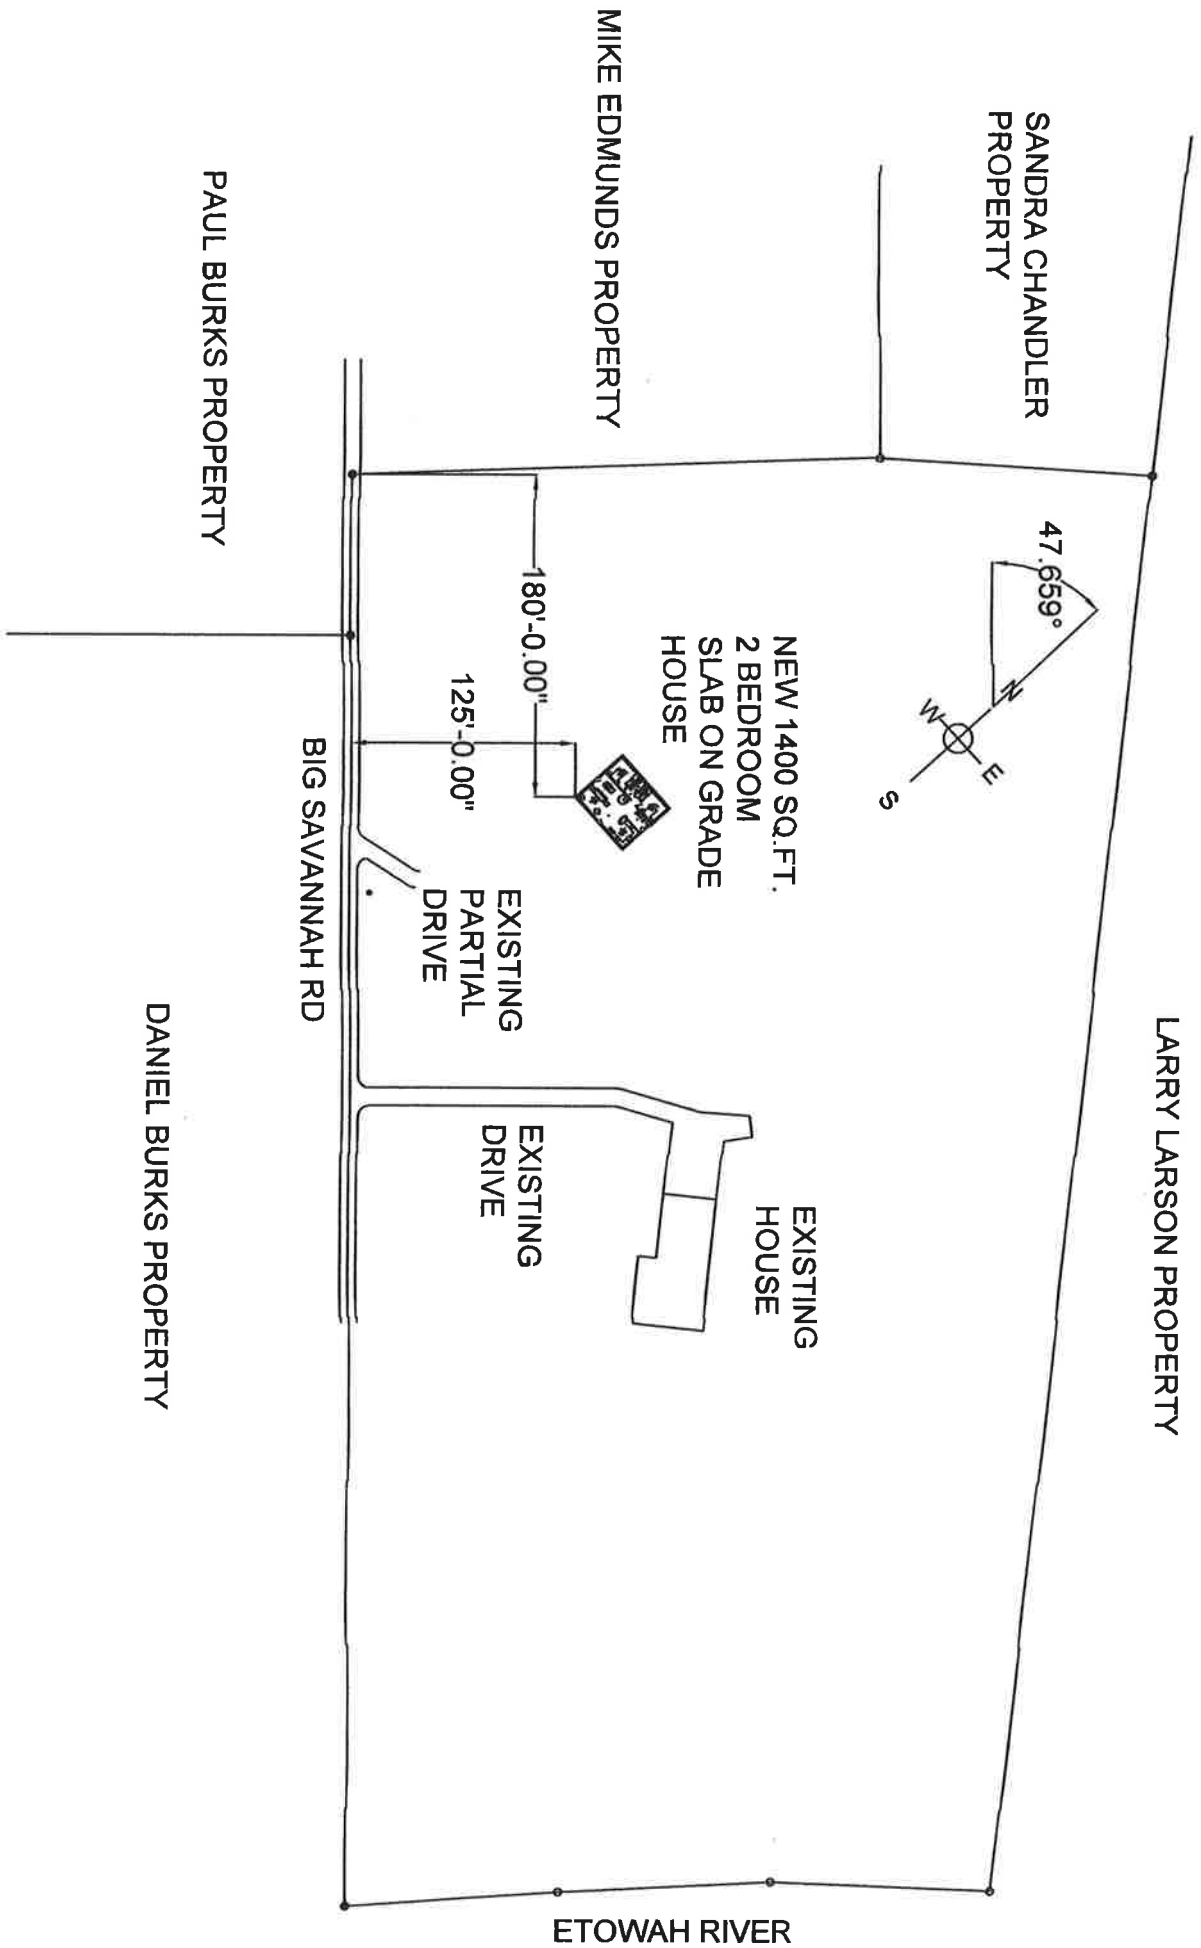 SANDRA CHANDLER
PROPERTY
MIKE EDMUNDS PROPERTY
PAUL BURKS PROPERTY
47.659°
N
W
E
S
NEW 1400 SQ.FT.
2 BEDROOM
SLAB ON GRADE
HOUSE
180'-0.00"
125'-0.00"
LARRY LARSON PROPERTY
EXISTING
HOUSE
EXISTING
PARTIAL
DRIVE
EXISTING
DRIVE
BIG SAVANNAH RD
DANIEL BURKS PROPERTY
ETOWAH RIVER